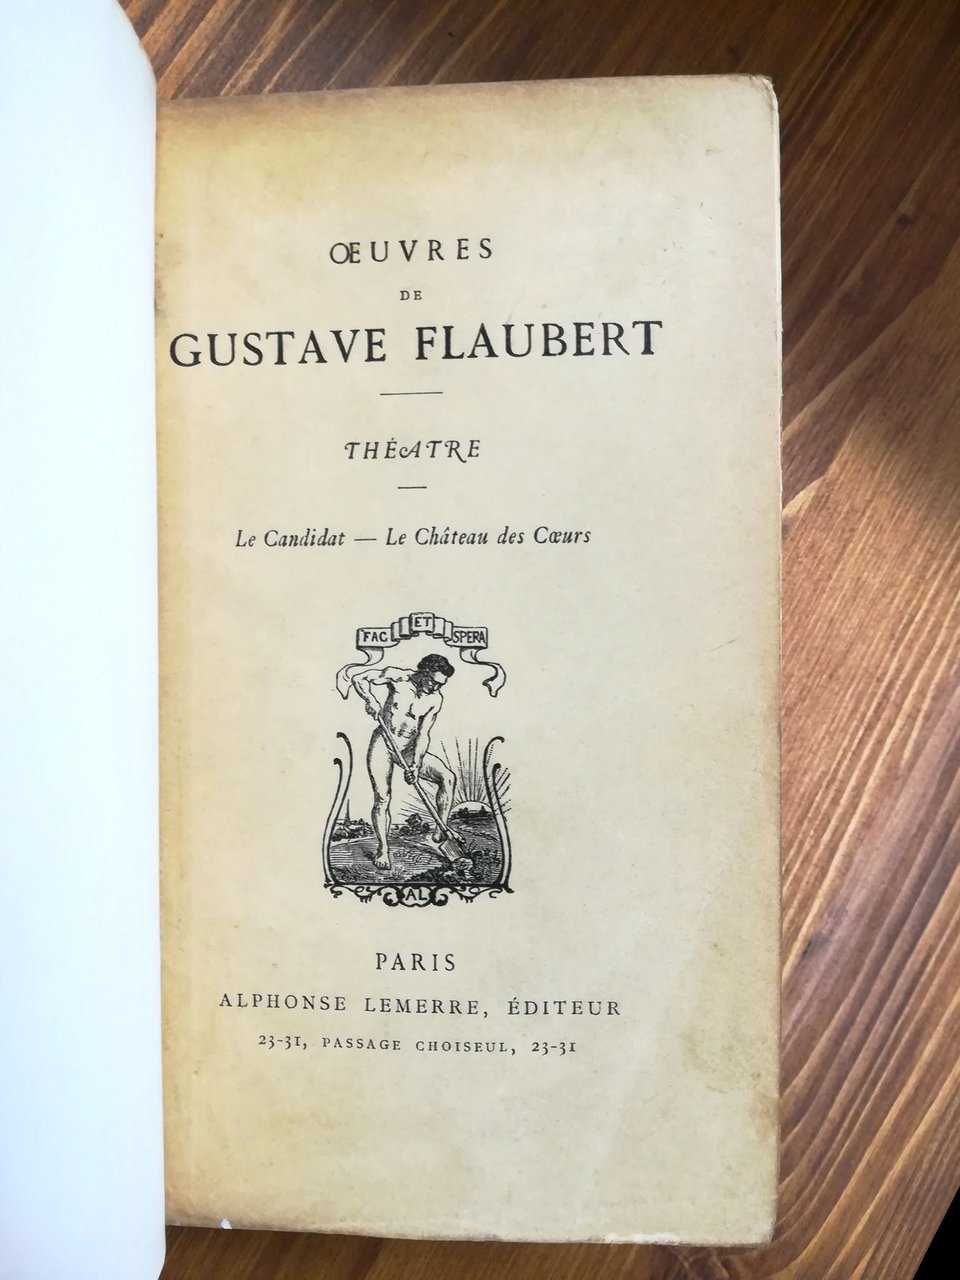 ŒUVRES
DE
GUSTAVE FLAUBERT
THÉATRE
Le Candidat — Le Château des Cœurs
FAC ET SPERA
AL
PARIS
ALPHONSE LEMERRE, ÉDITEUR
23-31, PASSAGE CHOISEUL, 23-31